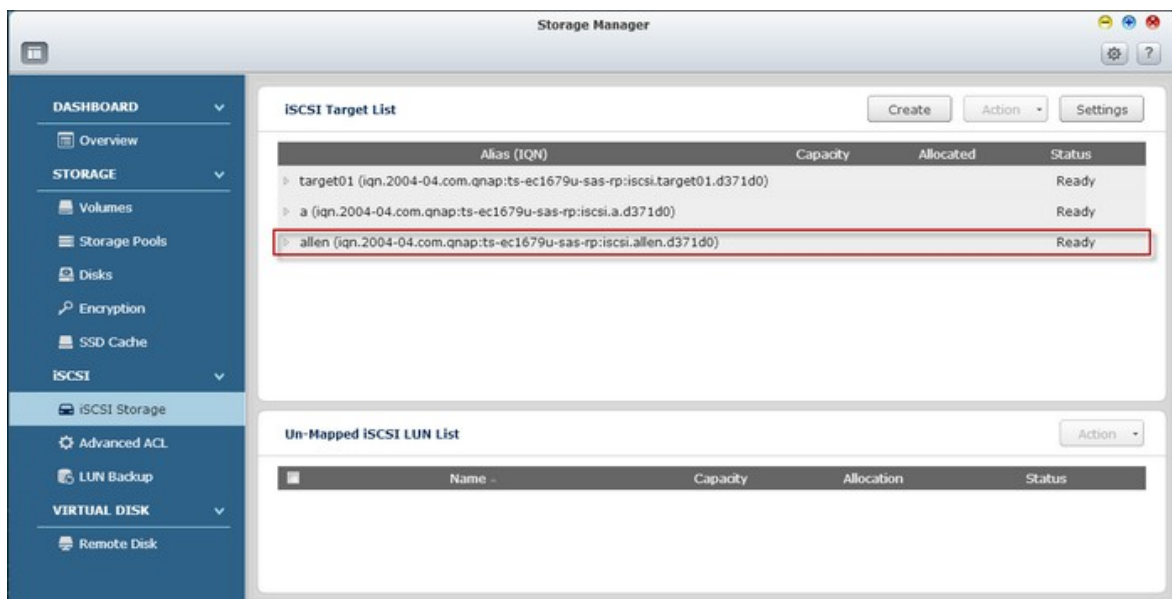 Storage Manager
?
DASHBOARD
Overview
STORAGE
Volumes
Storage Pools
Disks
Encryption
SSD Cache
iSCSI
iSCSI Storage
Advanced ACL
LUN Backup
VIRTUAL DISK
Remote Disk
iSCSI Target List
Create Action Settings
Alias (IQN) Capacity Allocated Status
target01 (iqn.2004-04.com.qnap:ts-ec1679u-sas-rp:iscsi.target01.d371d0) Ready
a (iqn.2004-04.com.qnap:ts-ec1679u-sas-rp:iscsi.a.d371d0) Ready
allen (iqn.2004-04.com.qnap:ts-ec1679u-sas-rp:iscsi.allen.d371d0) Ready
Un-Mapped iSCSI LUN List
Action
Name Capacity Allocation Status